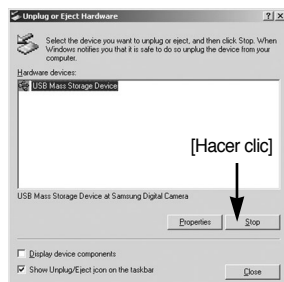 Unplug or Eject Hardware
Select the device you want to unplug or eject, and then click Stop. When
Windows notifies you that it is safe to do so unplug the device from your
computer.
Hardware devices:
USB Mass Storage Device
[Hacer clic]
USB Mass Storage Device at Samsung Digital Camera
Properties
Stop
Display device components
Show Unplug/Eject icon on the taskbar
Close